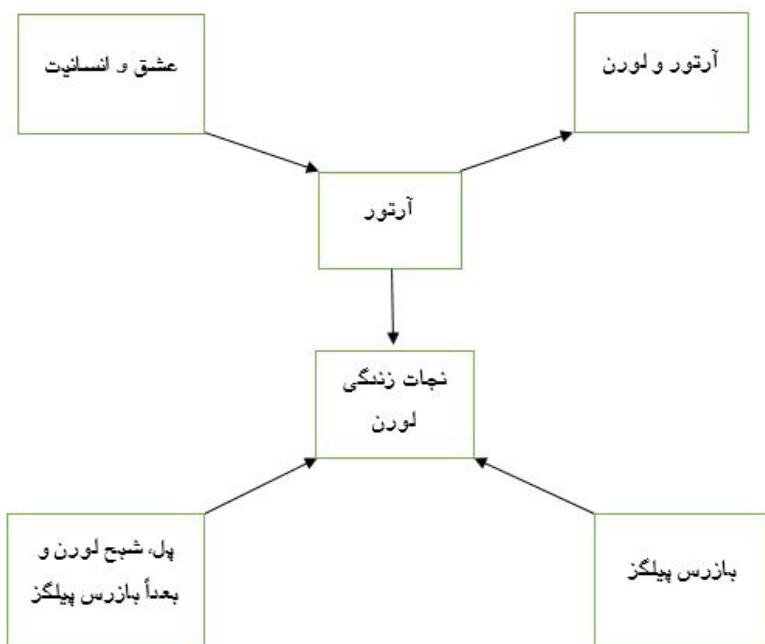 آرتور و لورن
عشق و انسانیت
آرتور
نجات زندگی
لورن
بازرس پیلگز
پل، شبح لورن و
بعداً بازرس پیلگز